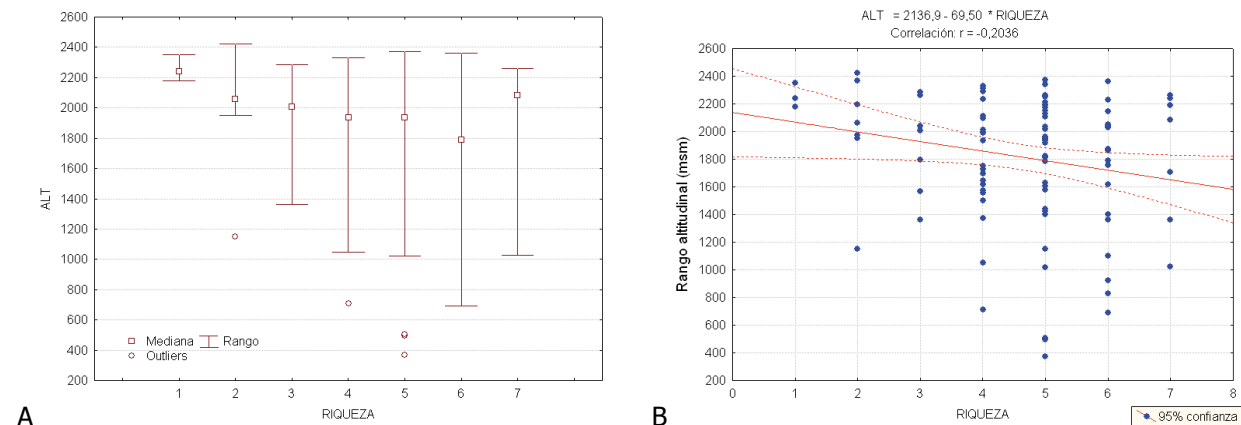 2600
2400
2200
2000
1800
1600
1400
1200
1000
800
600
400
200
ALT
Mediana
Rango
Outliers
1 2 3 4 5 6 7
RIQUEZA
A
ALT = 2136,9 - 69,50 * RIQUEZA
Correlación: r = -0,2036
2600
2400
2200
2000
1800
1600
1400
1200
1000
800
600
400
200
Rango altitudinal (msm)
0 1 2 3 4 5 6 7 8
RIQUEZA
95% confianza
B